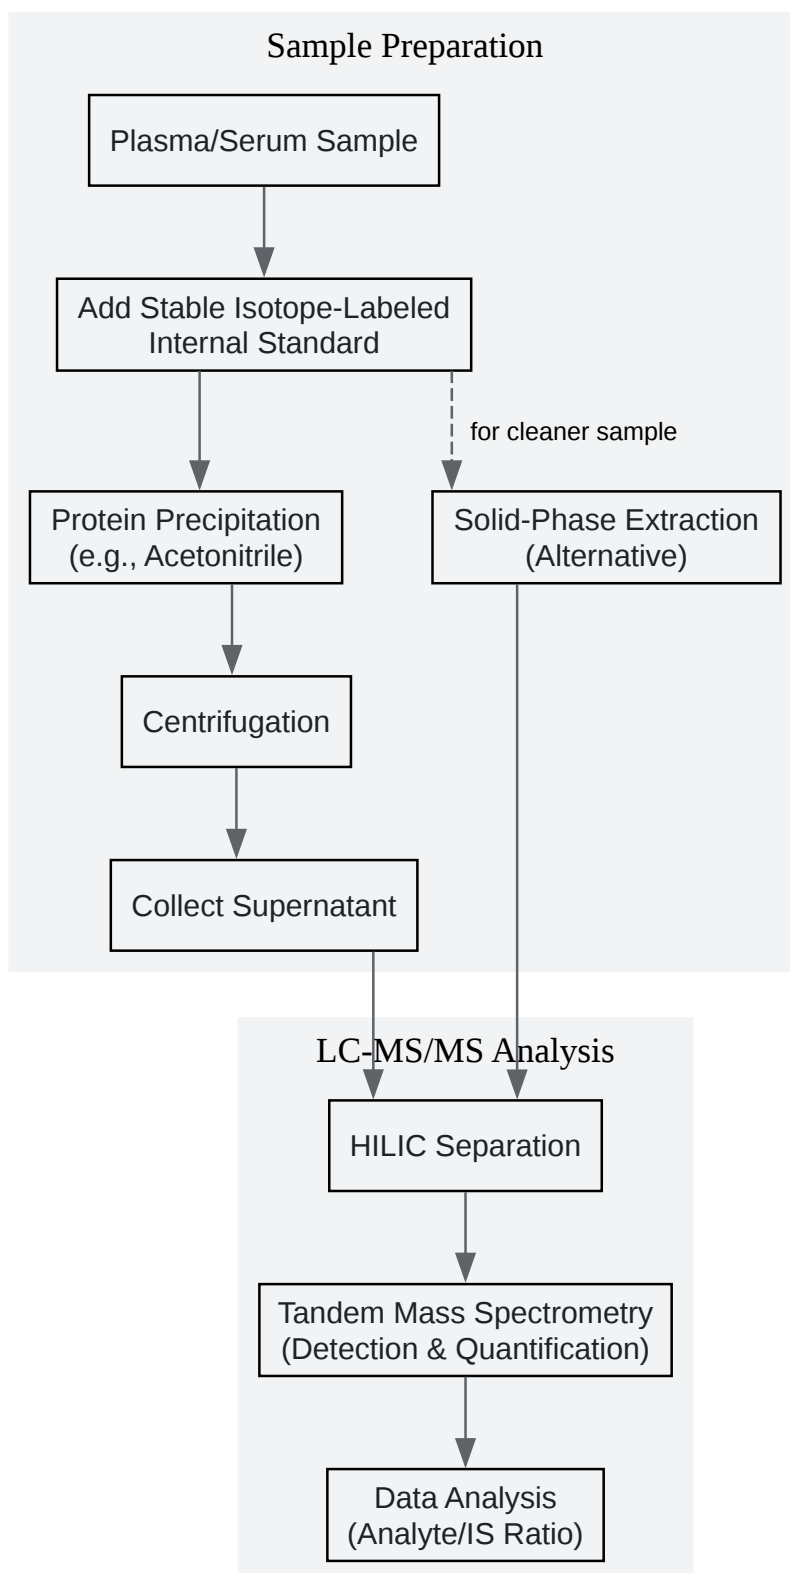 Sample Preparation
Plasma/Serum Sample
Add Stable Isotope-Labeled
Internal Standard
for cleaner sample
Protein Precipitation
(e.g., Acetonitrile)
Solid-Phase Extraction
(Alternative)
Centrifugation
Collect Supernatant
LC-MS/MS Analysis
HILIC Separation
Tandem Mass Spectrometry
(Detection & Quantification)
Data Analysis
(Analyte/IS Ratio)